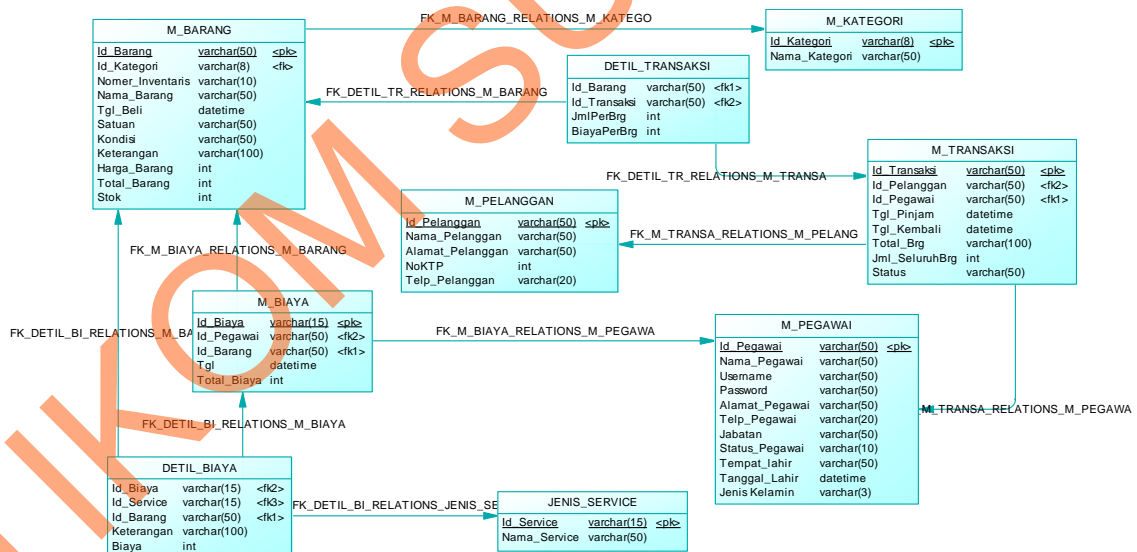 FK_M_BARANG_RELATIONS_M_KATEGO
M_BARANG
Id_Barang varchar(50) <pk>
Id_Kategori varchar(8) <fk>
Nomer_Inventaris varchar(10)
Nama_Barang varchar(50)
Tgl_Beli datetime
Satuan varchar(50)
Kondisi varchar(50)
Keterangan varchar(100)
Harga_Barang int
Total_Barang int
Stok int
M_KATEGORI
Id_Kategori varchar(8) <pk>
Nama_Kategori varchar(50)
DETIL_TRANSAKSI
Id_Barang varchar(50) <fk1>
Id_Transaksi varchar(50) <fk2>
JmlPerBrg int
BiayaPerBrg int
FK_DETIL_TR_RELATIONS_M_BARANG
FK_DETIL_TR_RELATIONS_M_TRANSA
M_TRANSAKSI
Id_Transaksi varchar(50) <pk>
Id_Pelanggan varchar(50) <fk2>
Id_Pegawai varchar(50) <fk1>
Tgl_Pinjam datetime
Tgl_Kembali datetime
Total_Brg varchar(100)
Jml_SeluruhBrg int
Status varchar(50)
M_PELANGGAN
Id_Pelanggan varchar(50) <pk>
Nama_Pelanggan varchar(50)
Alamat_Pelanggan varchar(50)
NoKTP int
Telp_Pelanggan varchar(20)
FK_M_TRANSA_RELATIONS_M_PELANG
FK_M_BIAYA_RELATIONS_M_BARANG
M_BIAYA
Id_Biaya varchar(15) <pk>
Id_Pegawai varchar(50) <fk2>
Id_Barang varchar(50) <fk1>
Tgl datetime
Total_Biaya int
FK_DETIL_BI_RELATIONS_M_BA
FK_M_BIAYA_RELATIONS_M_PEGAWA
M_PEGAWAI
Id_Pegawai varchar(50) <pk>
Nama_Pegawai varchar(50)
Username varchar(50)
Password varchar(50)
Alamat_Pegawai varchar(50)
Telp_Pegawai varchar(20)
Jabatan varchar(50)
Status_Pegawai varchar(10)
Tempat_lahir varchar(50)
Tanggal_Lahir datetime
Jenis Kelamin varchar(3)
M_TRANSA_RELATIONS_M_PEGAWA
FK_DETIL_BI_RELATIONS_M_BIAYA
DETIL_BIAYA
Id_Biaya varchar(15) <fk2>
Id_Service varchar(15) <fk3>
Id_Barang varchar(50) <fk1>
Keterangan varchar(100)
Biaya int
FK_DETIL_BI_RELATIONS_JENIS_SE
JENIS_SERVICE
Id_Service varchar(15) <pk>
Nama_Service varchar(50)
IKOM SU